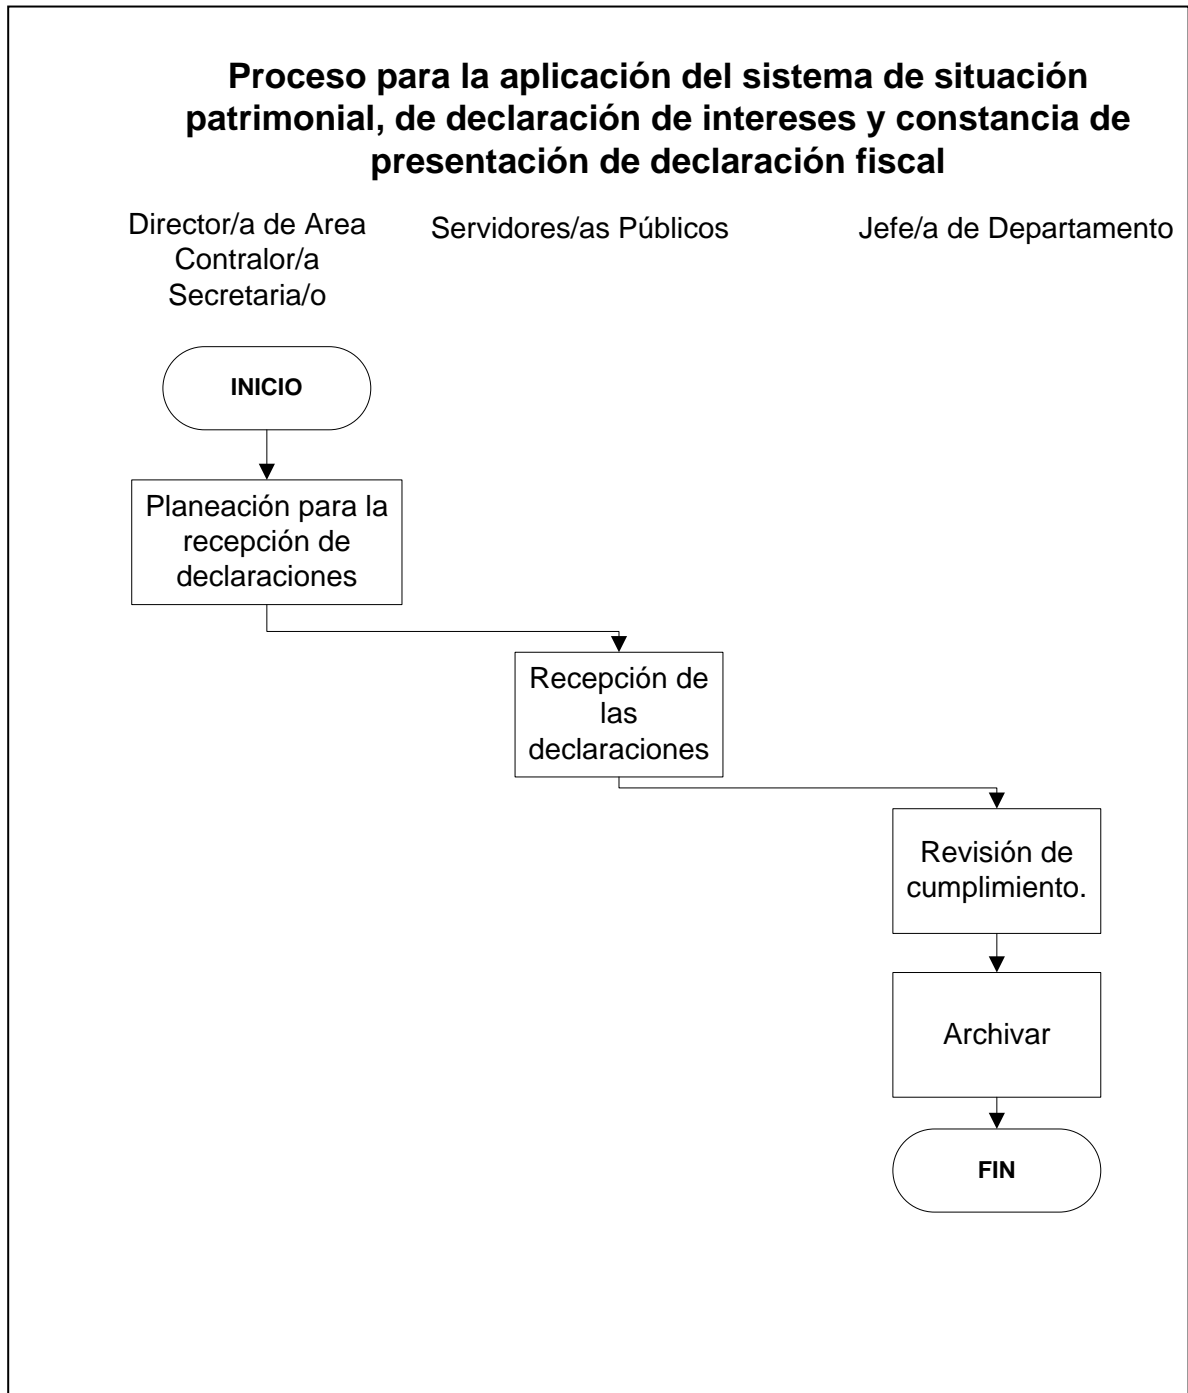 Proceso para la aplicación del sistema de situación
patrimonial, de declaración de intereses y constancia de
presentación de declaración fiscal
Director/a de Area
Contralor/a
Secretaria/o
Servidores/as Públicos
Jefe/a de Departamento
INICIO
Planeación para la
recepción de
declaraciones
Recepción de
las
declaraciones
Revisión de
cumplimiento.
Archivar
FIN